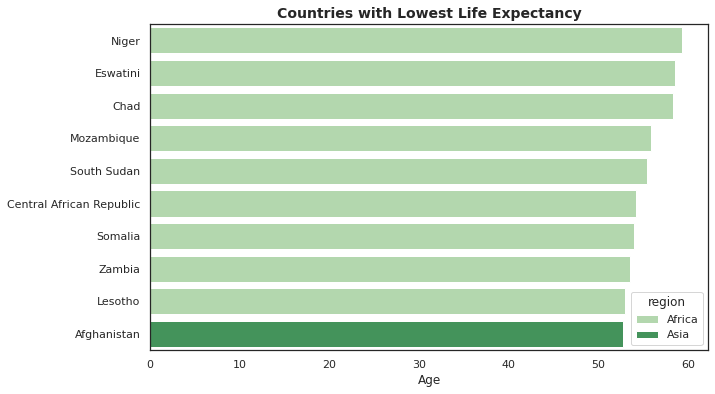 Countries with Lowest Life Expectancy
Niger
Eswatini
Chad
Mozambique
South Sudan
Central African Republic
Somalia
Zambia
Lesotho
Afghanistan
region
Africa
Asia
0 10 20 30 40 50 60
Age